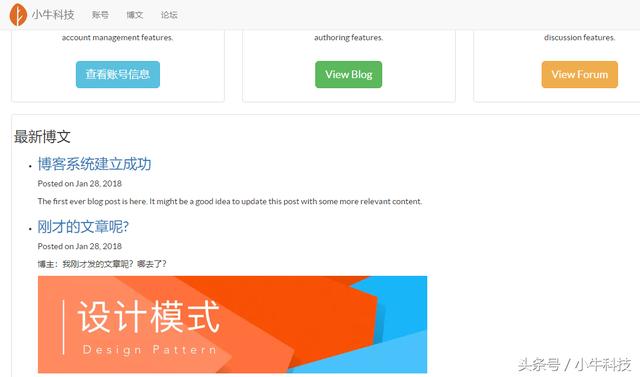 小牛科技 账号 博文 论坛
account management features. authoring features. discussion features.
查看账号信息 View Blog View Forum
最新博文
博客系统建立成功
Posted on Jan 28, 2018
The first ever blog post is here. It might be a good idea to update this post with some more relevant content.
刚才的文章呢?
Posted on Jan 28, 2018
博主：我刚才发的文章呢？哪去了？
设计模式
Design Pattern
头条号 / 小牛科技